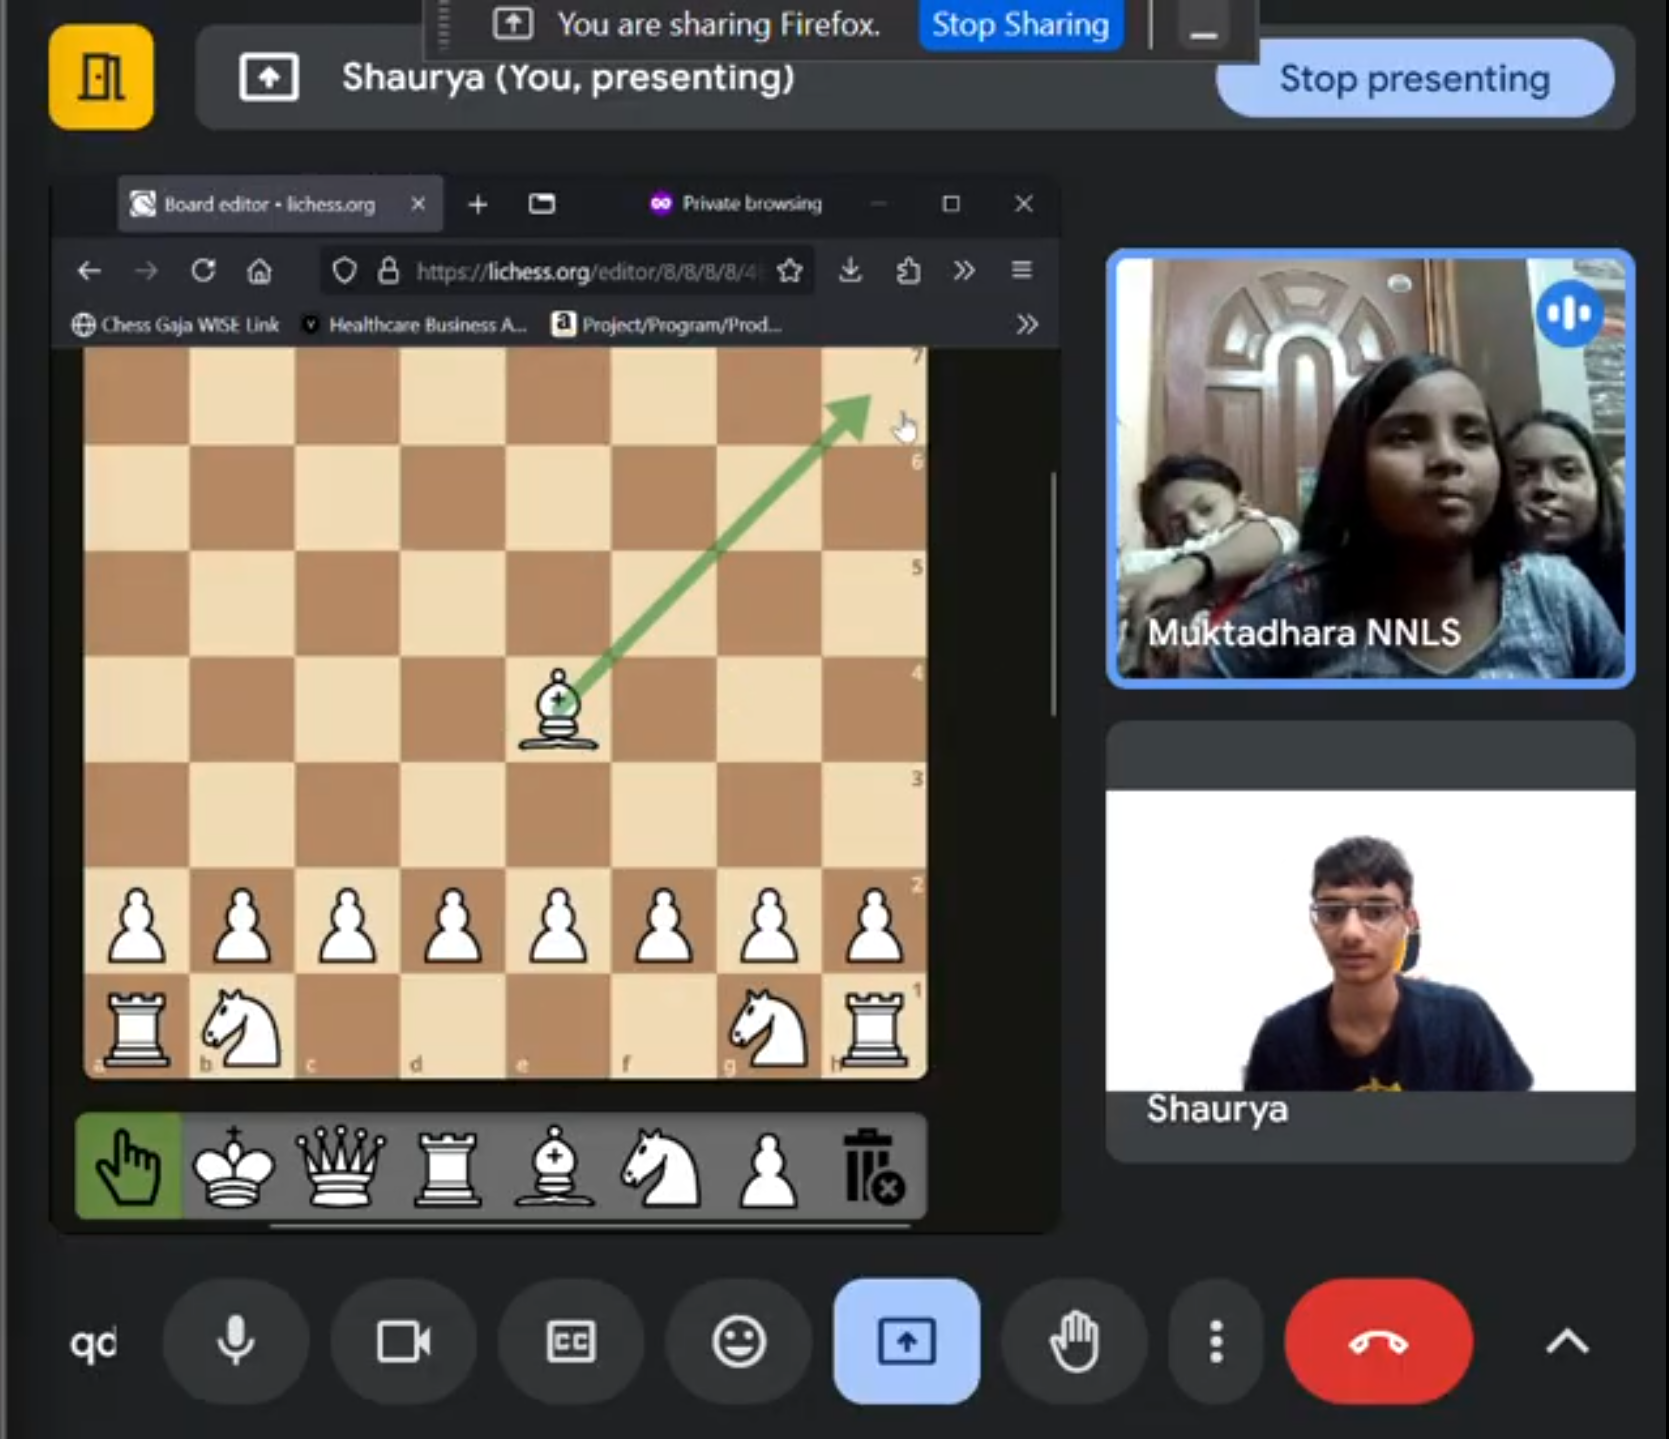 You are sharing Firefox. Stop Sharing
Shaurya (You, presenting) Stop presenting
Board editor • lichess.org Private browsing
https://lichess.org/editor/8/8/8/8/4
Chess Gaja WISE Link Healthcare Business A... a Project/Program/Prod...
7
6
5
4
3
2
1
a b c d e f g h
Muktadhara NNLS
Shaurya
qd CC